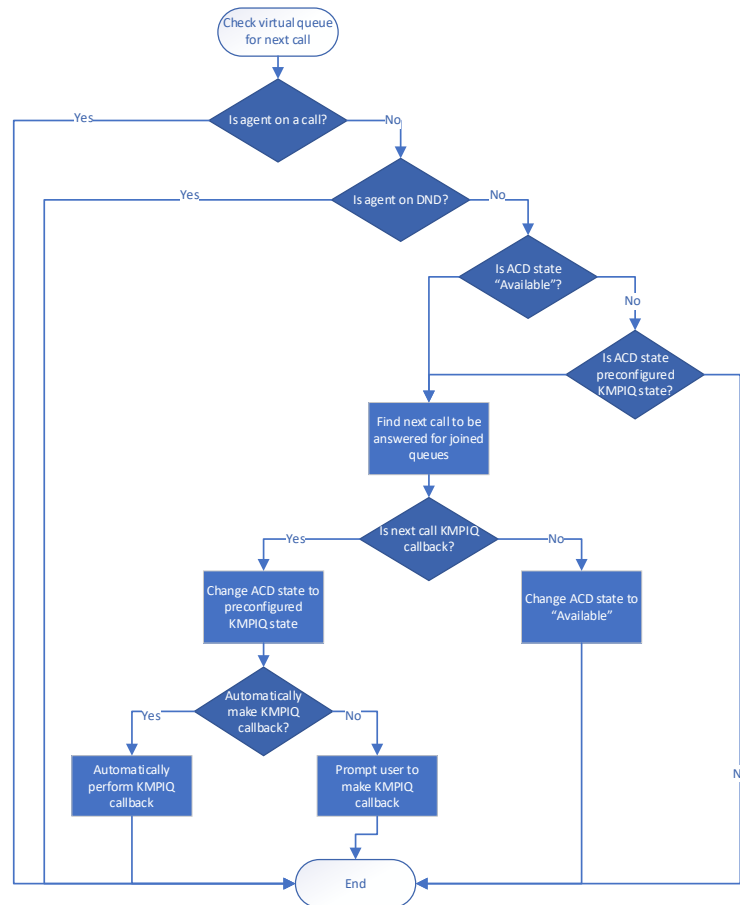 Check virtual queue
for next call
Is agent on a call?
Yes
No
Is agent on DND?
Yes
No
Is ACD state
“Available”?
No
Is ACD state
preconfigured
KMPIQ state?
Find next call to be
answered for joined
queues
Is next call KMPIQ
callback?
Yes
No
Change ACD state to
preconfigured
KMPIQ state
Change ACD state to
“Available”
Automatically
make KMPIQ
callback?
Yes
No
Automatically
perform KMPIQ
callback
Prompt user to
make KMPIQ
callback
N
End